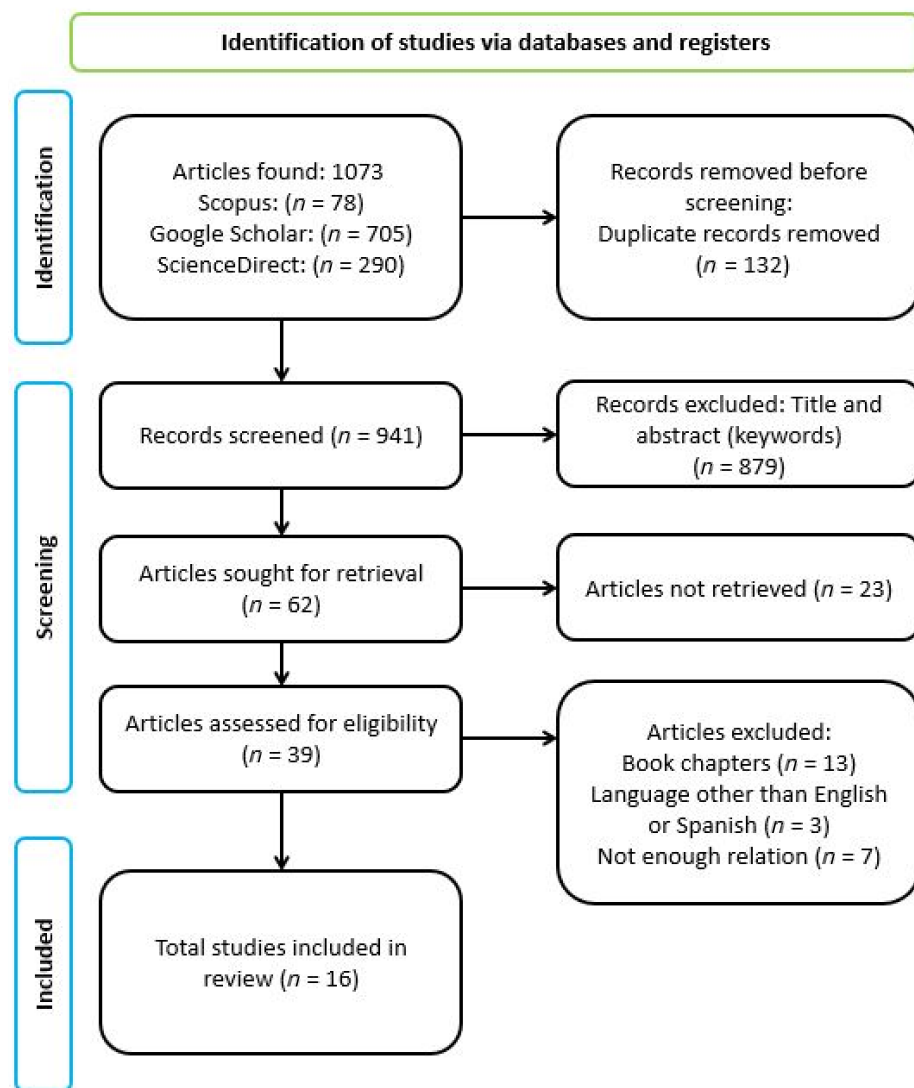 Identification of studies via databases and registers
Identification
Articles found: 1073
Scopus: (n = 78)
Google Scholar: (n = 705)
ScienceDirect: (n = 290)
Records removed before
screening:
Duplicate records removed
(n = 132)
Screening
Records screened (n = 941)
Records excluded: Title and
abstract (keywords)
(n = 879)
Articles sought for retrieval
(n = 62)
Articles not retrieved (n = 23)
Articles assessed for eligibility
(n = 39)
Articles excluded:
Book chapters (n = 13)
Language other than English
or Spanish (n = 3)
Not enough relation (n = 7)
Included
Total studies included in
review (n = 16)